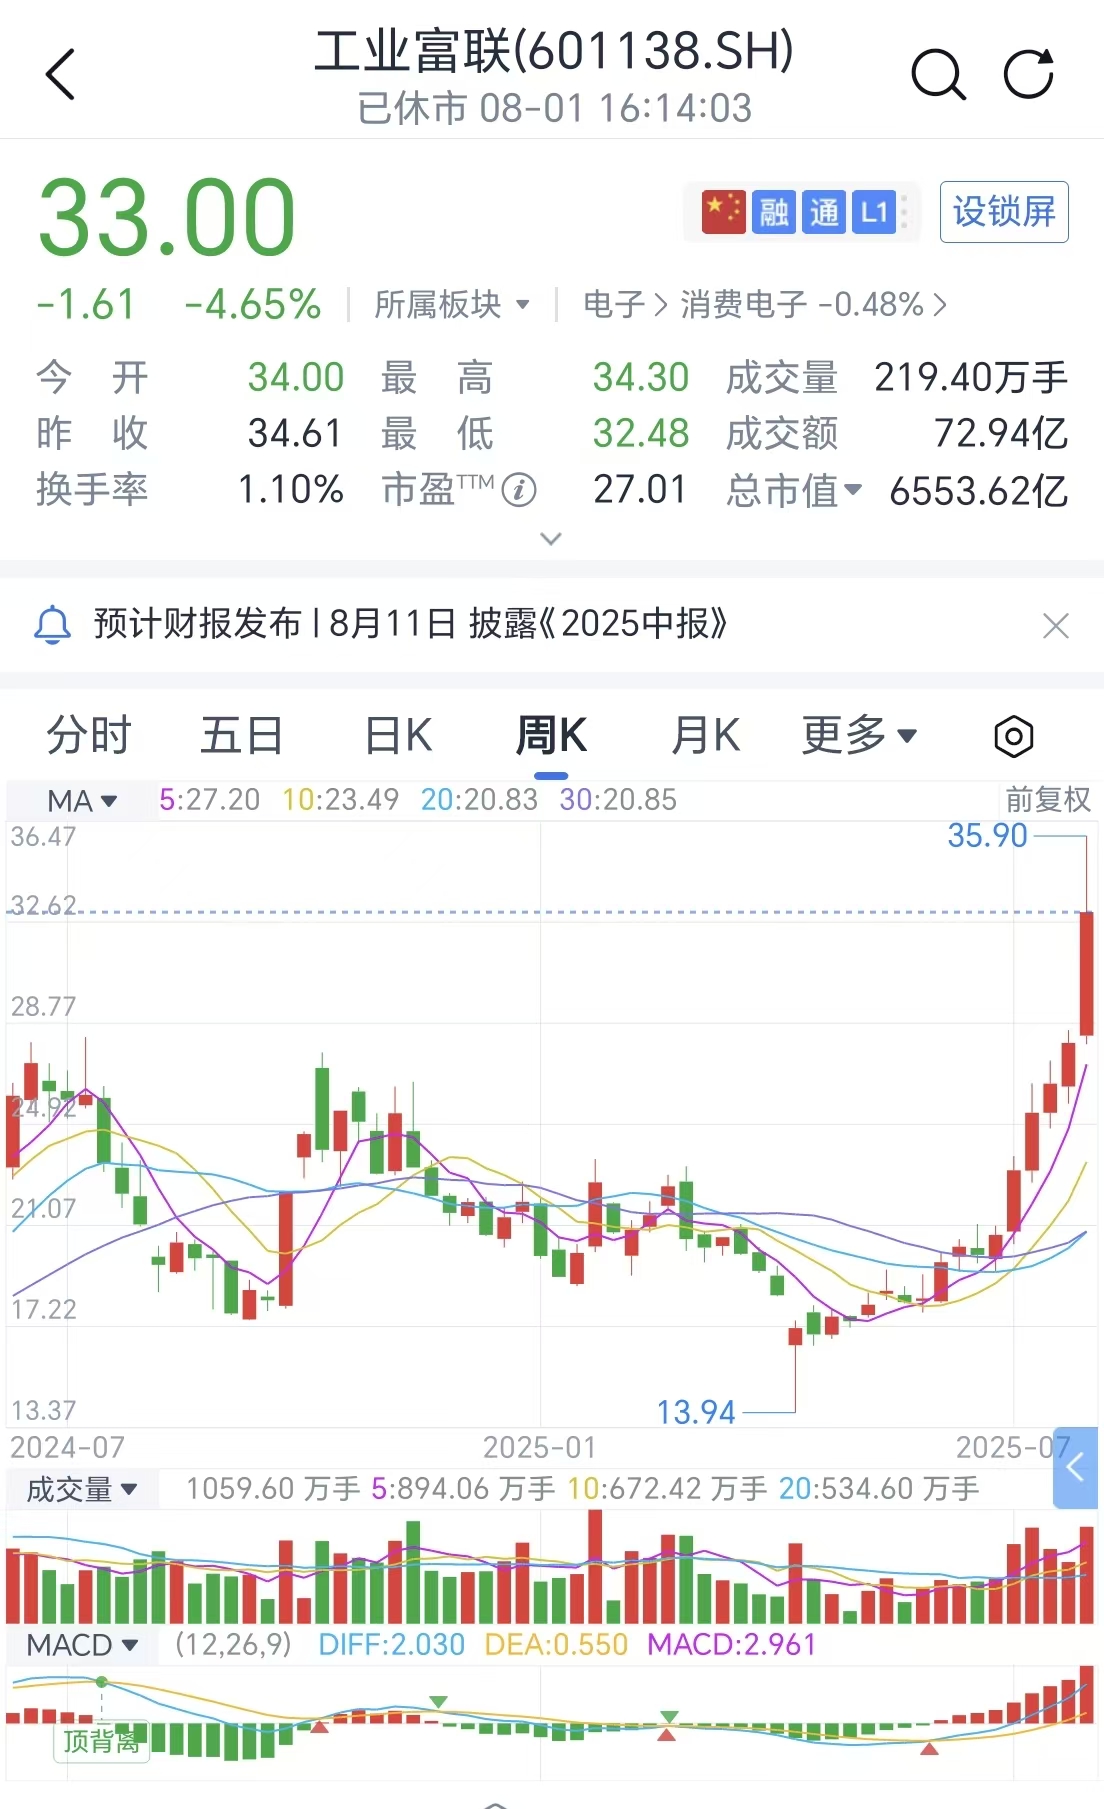 工业富联(601138.SH)
已休市 08-01 16:14:03
33.00
融 通 L1 设锁屏
-1.61 -4.65% 所属板块 电子 消费电子 -0.48%
今开 34.00 最高 34.30 成交量 219.40万手
昨收 34.61 最低 32.48 成交额 72.94亿
换手率 1.10% 市盈TTM 27.01 总市值 6553.62亿
预计财报发布 | 8月11日 披露《2025中报》
分时 五日 日K 周K 月K 更多
MA 5:27.20 10:23.49 20:20.83 30:20.85 前复权
36.47
35.90
32.62
28.77
24.92
21.07
17.22
13.94
13.37
2024-07 2025-01 2025-07
成交量 1059.60 万手 5:894.06 万手 10:672.42 万手 20:534.60 万手
MACD (12,26,9) DIFF:2.030 DEA:0.550 MACD:2.961
顶背离